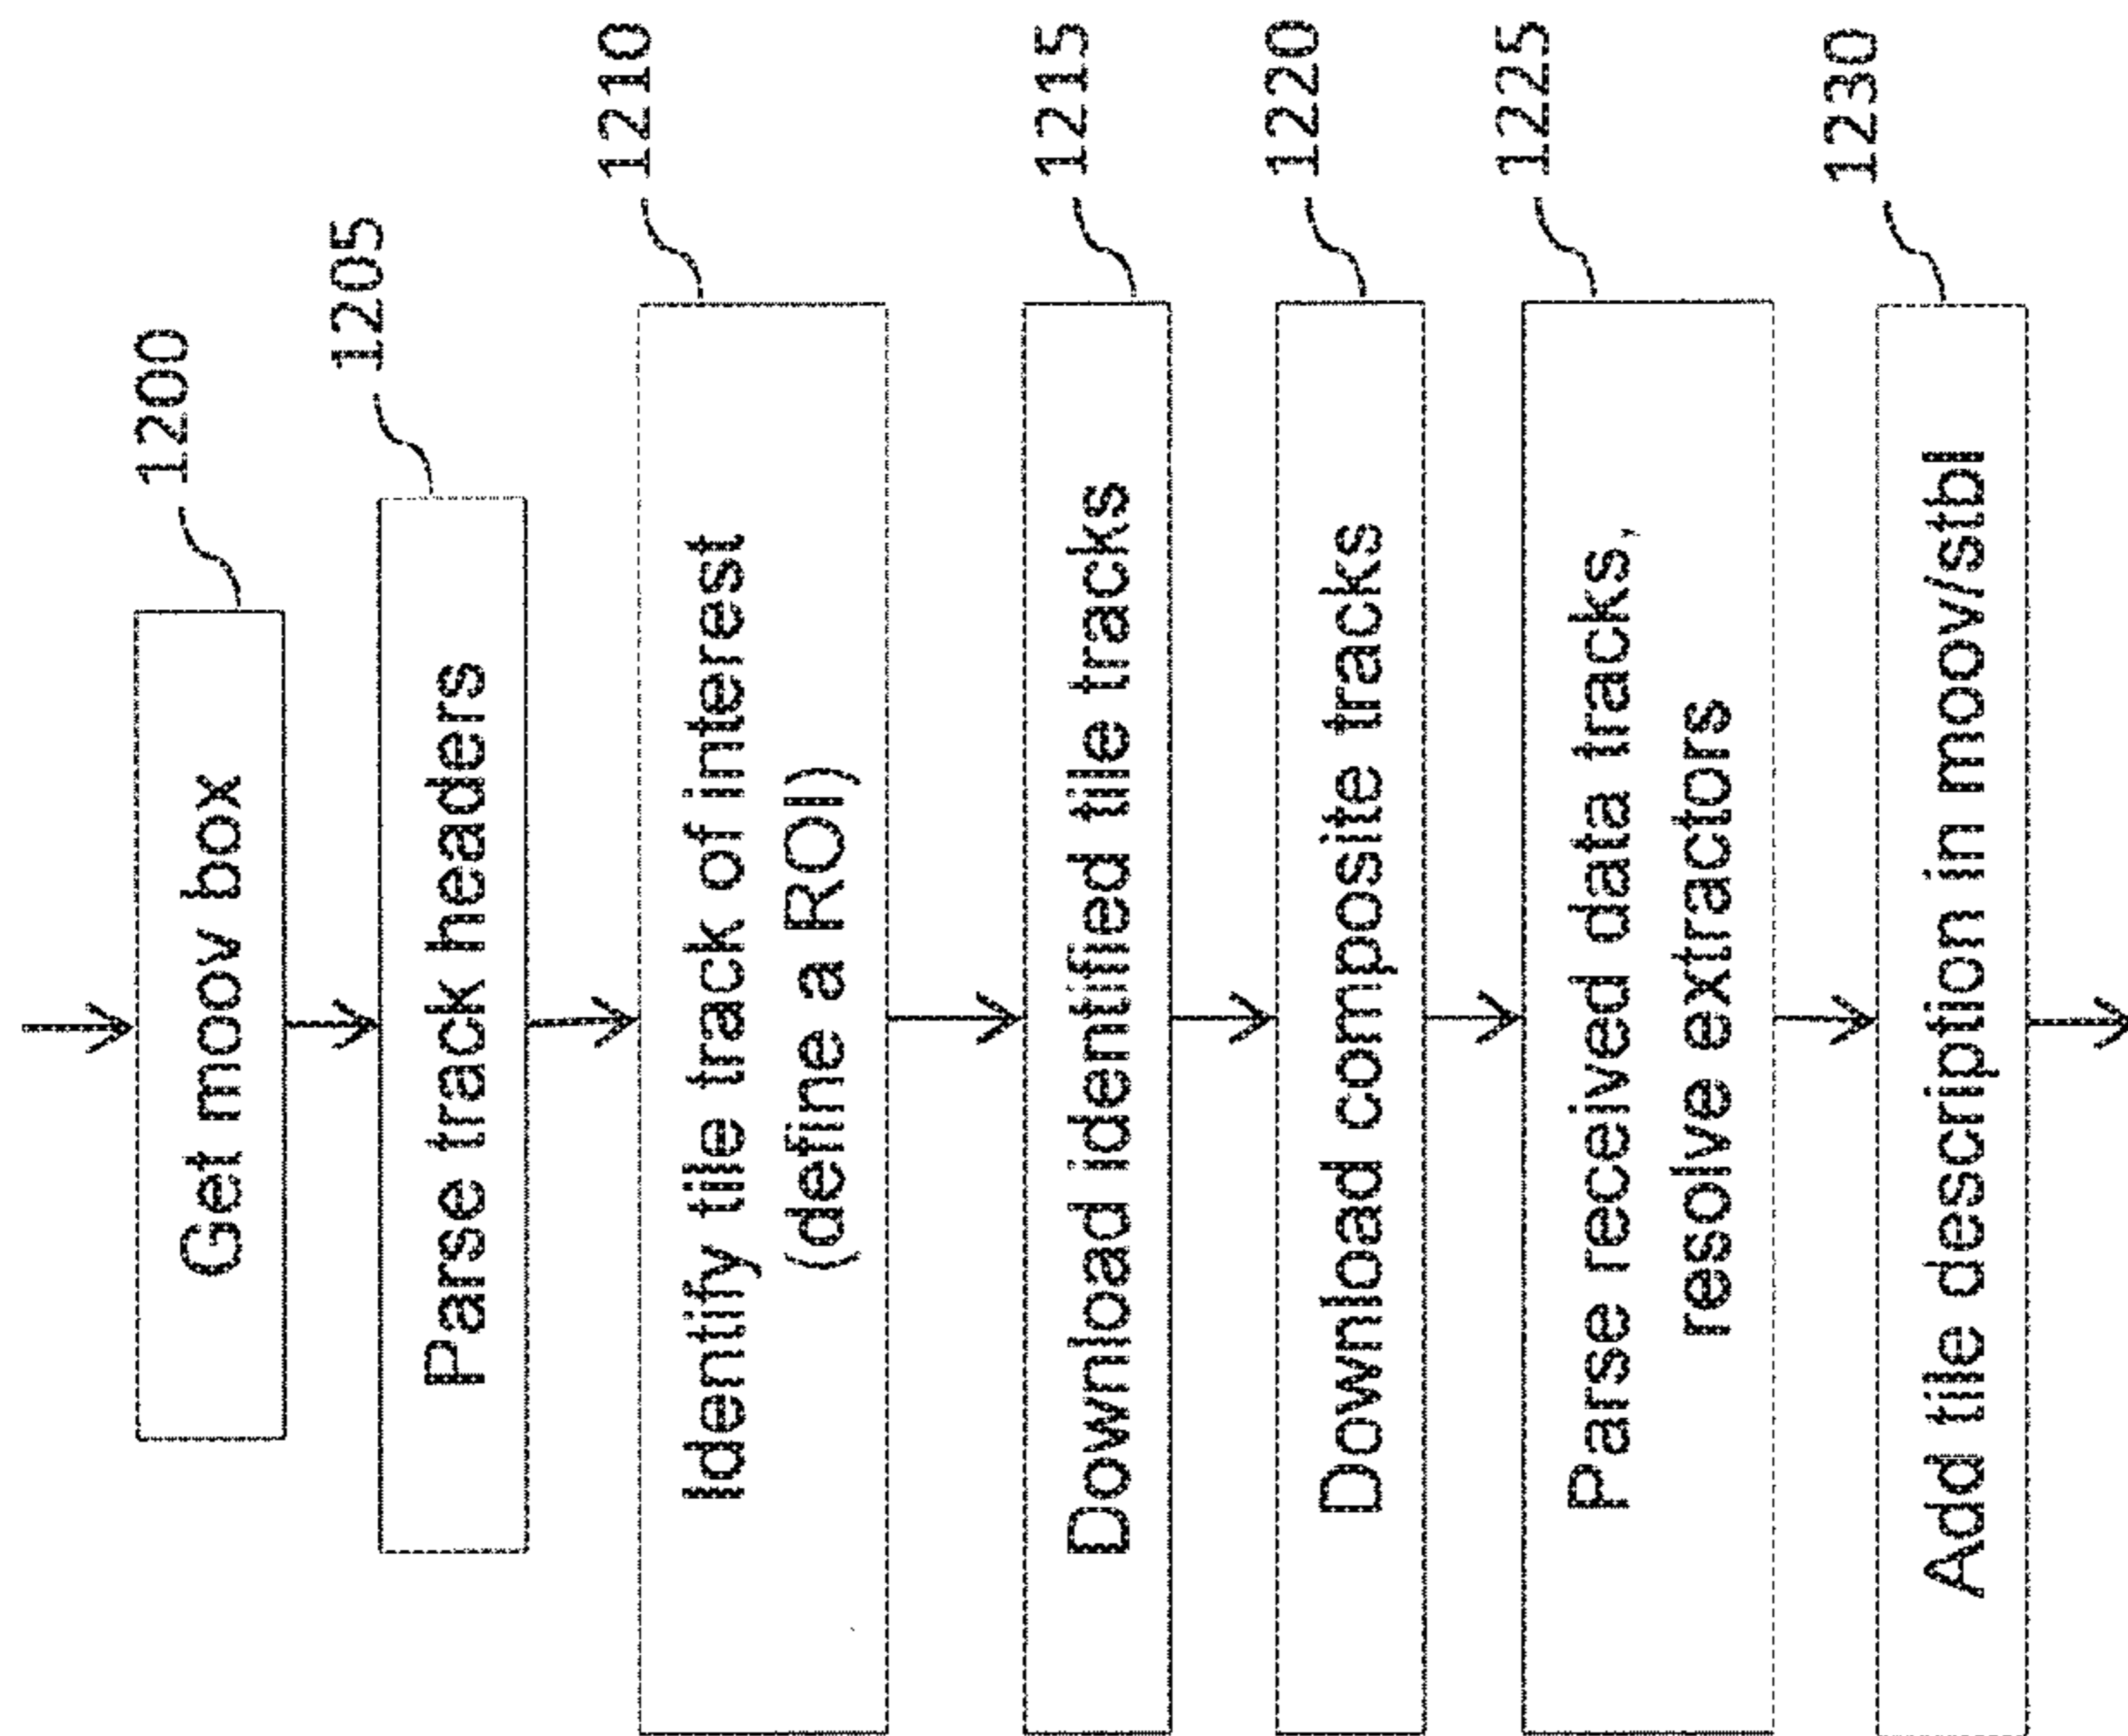 1200
Get moov box
1205
Parse track headers
1210
Identify tile track of interest
(define a ROI)
1215
Download identified tile tracks
1220
Download composite tracks
1225
Parse received data tracks,
resolve extractors
1230
Add tile description in moov/stbl